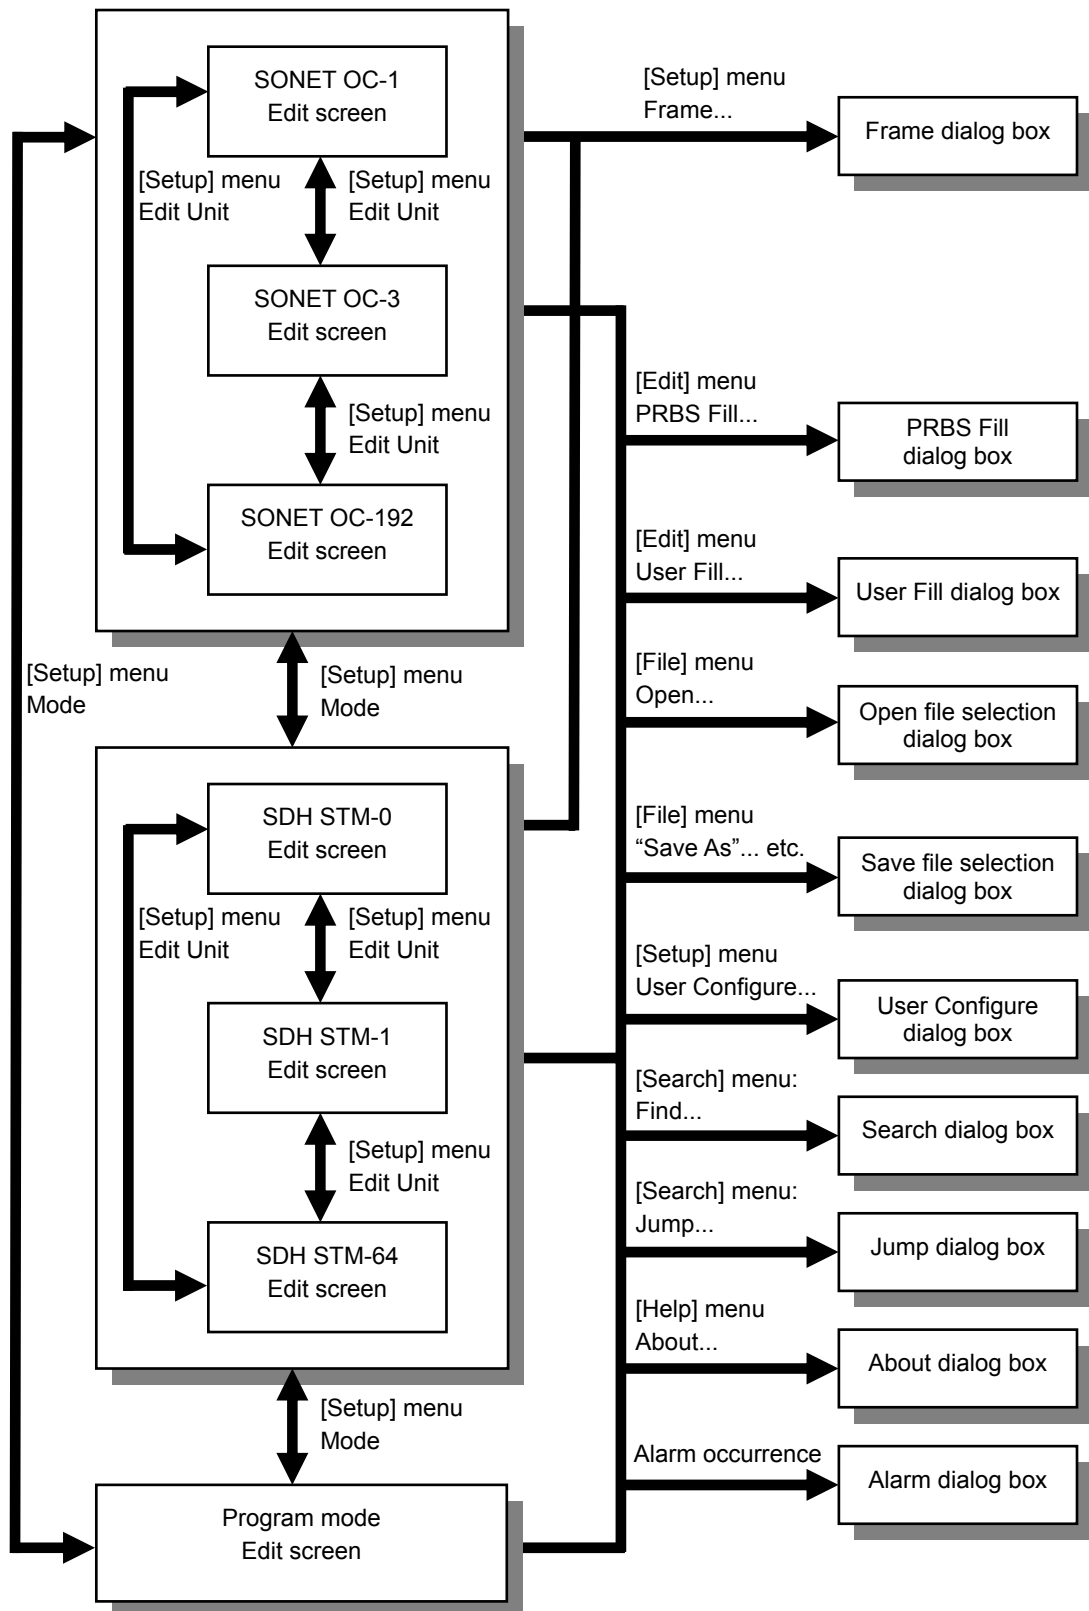 SONET OC-1
Edit screen
[Setup] menu
Edit Unit
[Setup] menu
Edit Unit
SONET OC-3
Edit screen
[Setup] menu
Edit Unit
SONET OC-192
Edit screen
[Setup] menu
Mode
[Setup] menu
Mode
SDH STM-0
Edit screen
[Setup] menu
Edit Unit
[Setup] menu
Edit Unit
SDH STM-1
Edit screen
[Setup] menu
Edit Unit
SDH STM-64
Edit screen
[Setup] menu
Mode
Program mode
Edit screen
[Setup] menu
Frame...
Frame dialog box
[Edit] menu
PRBS Fill...
PRBS Fill
dialog box
[Edit] menu
User Fill...
User Fill dialog box
[File] menu
Open...
Open file selection
dialog box
[File] menu
“Save As”... etc.
Save file selection
dialog box
[Setup] menu
User Configure...
User Configure
dialog box
[Search] menu:
Find...
Search dialog box
[Search] menu:
Jump...
Jump dialog box
[Help] menu
About...
About dialog box
Alarm occurrence
Alarm dialog box